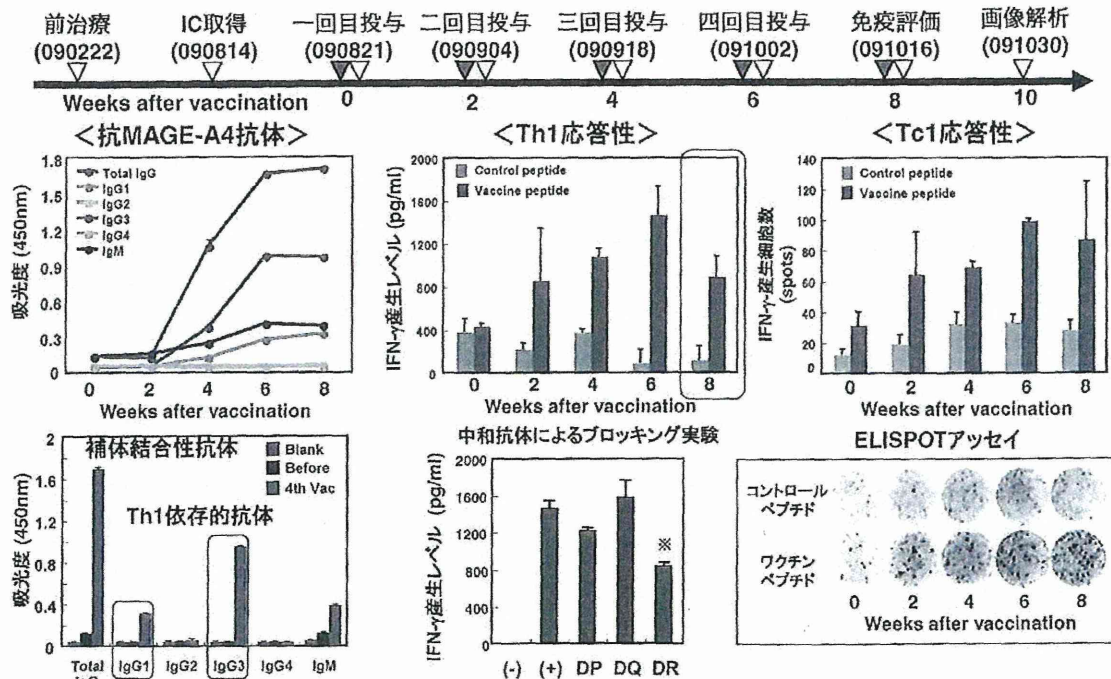 前治療 IC取得 一回目投与 二回目投与 三回目投与 四回目投与 免疫評価 画像解析
(090222) (090814) (090821) (090904) (090918) (091002) (091016) (091030)
Weeks after vaccination 0 2 4 6 8 10
<抗MAGE-A4抗体>
吸光度 (450nm)
1.8
1.5
1.2
0.9
0.6
0.3
0
Total IgG
IgG1
IgG2
IgG3
IgG4
IgM
0 2 4 6 8
Weeks after vaccination
<Th1応答性>
IFN-γ産生レベル (pg/ml)
2000
1600
1200
800
400
0
Control peptide
Vaccine peptide
0 2 4 6 8
Weeks after vaccination
<Tc1応答性>
IFN-γ-産生細胞数
(spots)
140
120
100
80
60
40
20
0
Control peptide
Vaccine peptide
0 2 4 6 8
Weeks after vaccination
吸光度 (450nm)
2
1.6
1.2
0.8
0.4
0
補体結合性抗体
Th1依存的抗体
Blank
Before
4th Vac
Total IgG1 IgG2 IgG3 IgG4 IgM
中和抗体によるブロッキング実験
IFN-γ産生レベル (pg/ml)
2000
1600
1200
800
400
0
※
(-) (+) DP DQ DR
ELISPOTアッセイ
コントロール
ペプチド
ワクチン
ペプチド
0 2 4 6 8
Weeks after vaccination